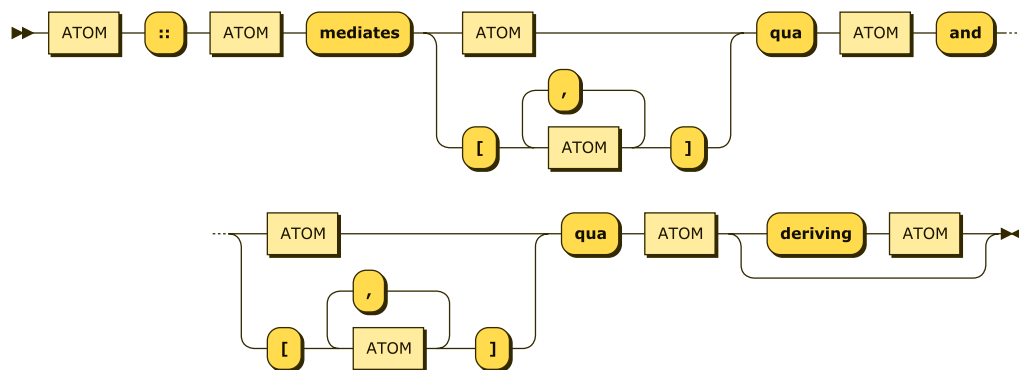 ATOM :: ATOM mediates ATOM qua ATOM and
,
[ ATOM ]
ATOM qua ATOM deriving ATOM
,
[ ATOM ]